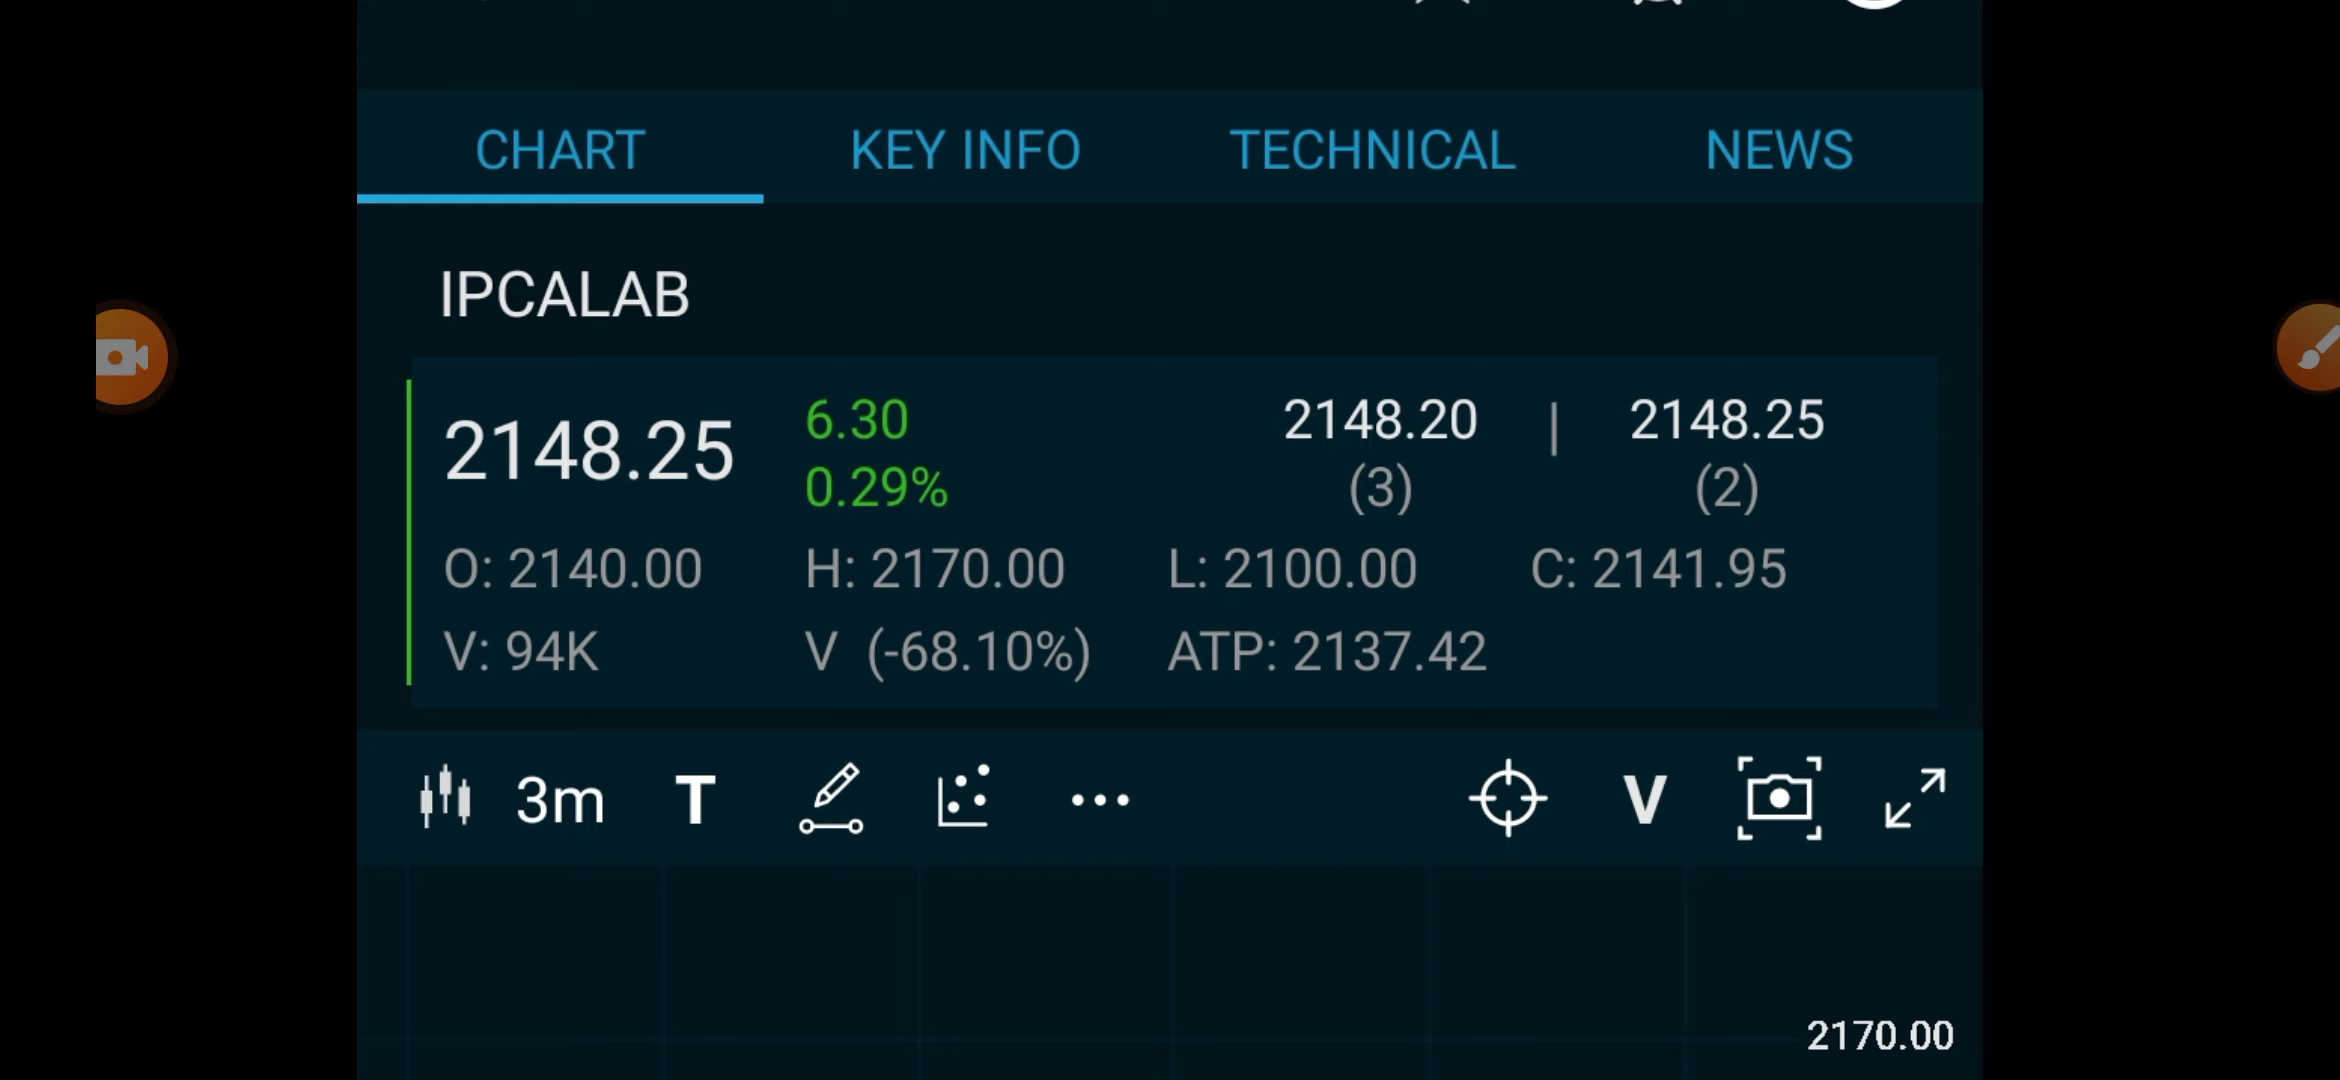 CHART KEY INFO TECHNICAL NEWS
IPCALAB
2148.25 6.30 2148.20 | 2148.25
0.29% (3) (2)
O: 2140.00 H: 2170.00 L: 2100.00 C: 2141.95
V: 94K V (-68.10%) ATP: 2137.42
3m T ... V
2170.00